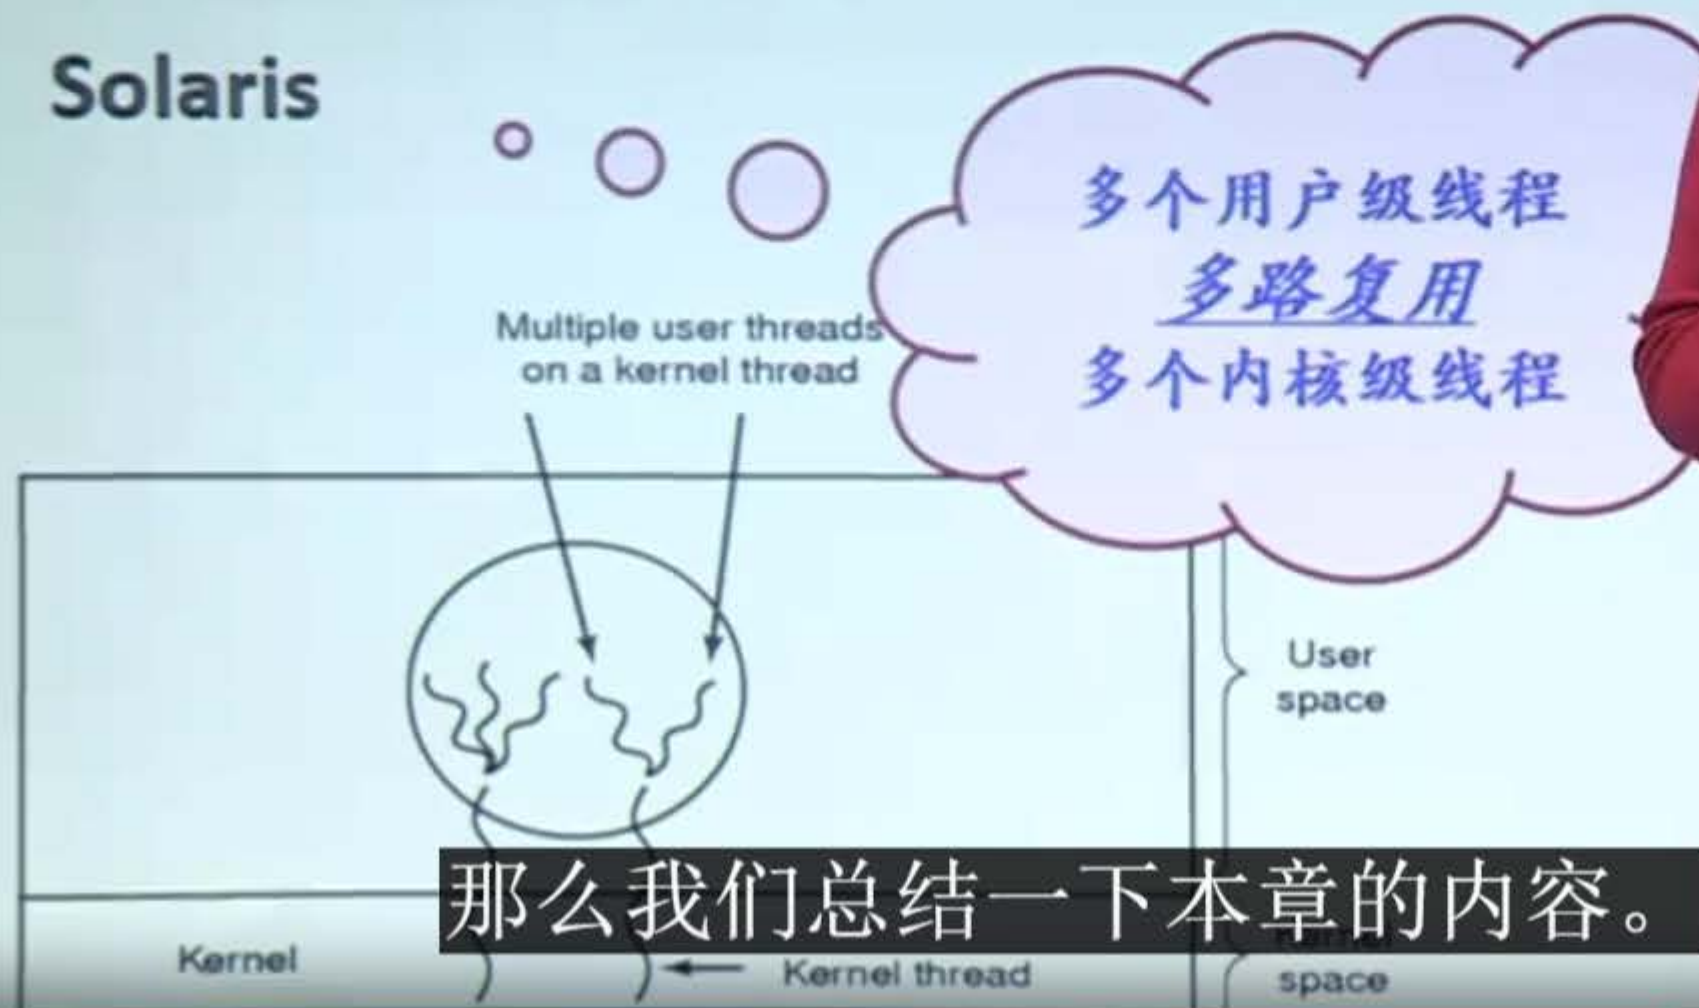 Solaris
多个用户级线程
多路复用
多个内核级线程
Multiple user threads
on a kernel thread
User
space
那么我们总结一下本章的内容。
Kernel
Kernel thread
Kernel
space